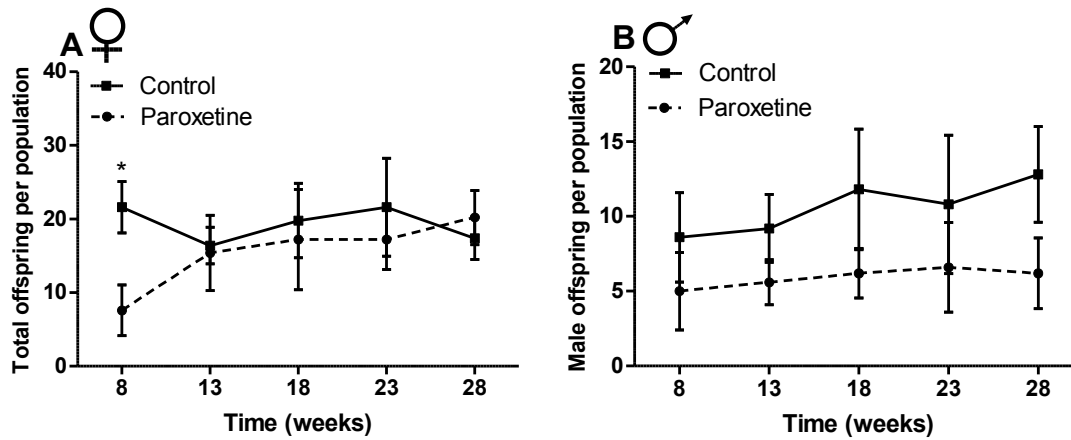 A ♀
Total offspring per population
40
30
20
10
0
Control
Paroxetine
*
8 13 18 23 28
Time (weeks)
B ♂
Male offspring per population
20
15
10
5
0
Control
Paroxetine
8 13 18 23 28
Time (weeks)